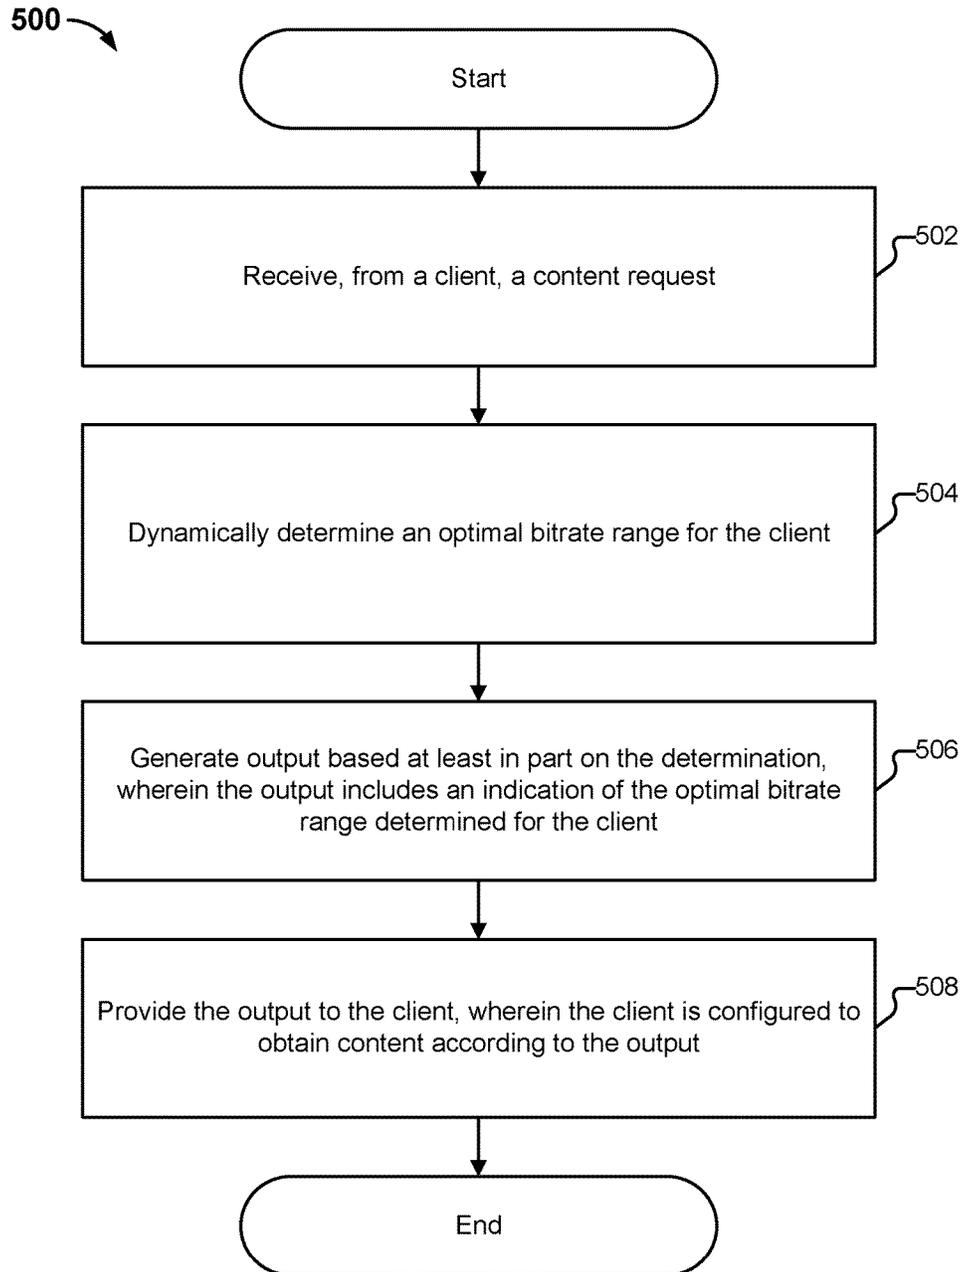 500
Start
Receive, from a client, a content request
502
Dynamically determine an optimal bitrate range for the client
504
Generate output based at least in part on the determination,
wherein the output includes an indication of the optimal bitrate
range determined for the client
506
Provide the output to the client, wherein the client is configured to
obtain content according to the output
508
End